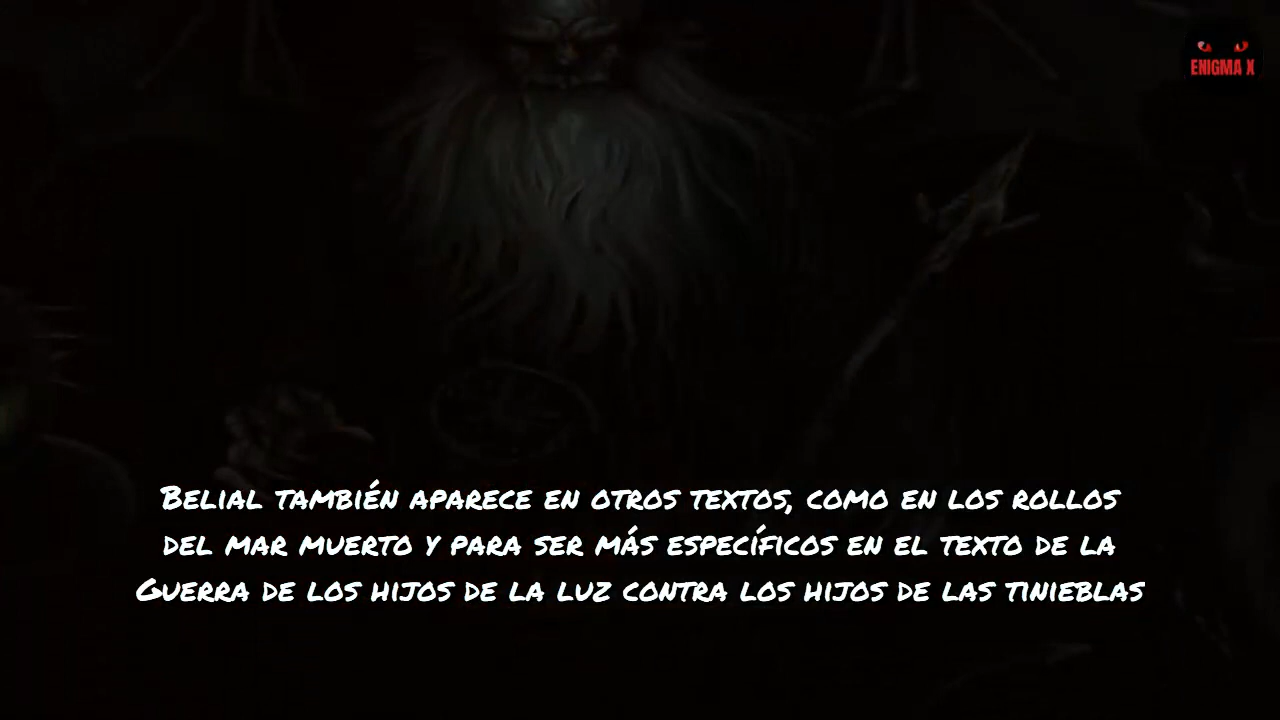 ENIGMA X
Belial también aparece en otros textos, como en los rollos
del mar muerto y para ser más específicos en el texto de la
Guerra de los hijos de la luz contra los hijos de las tinieblas